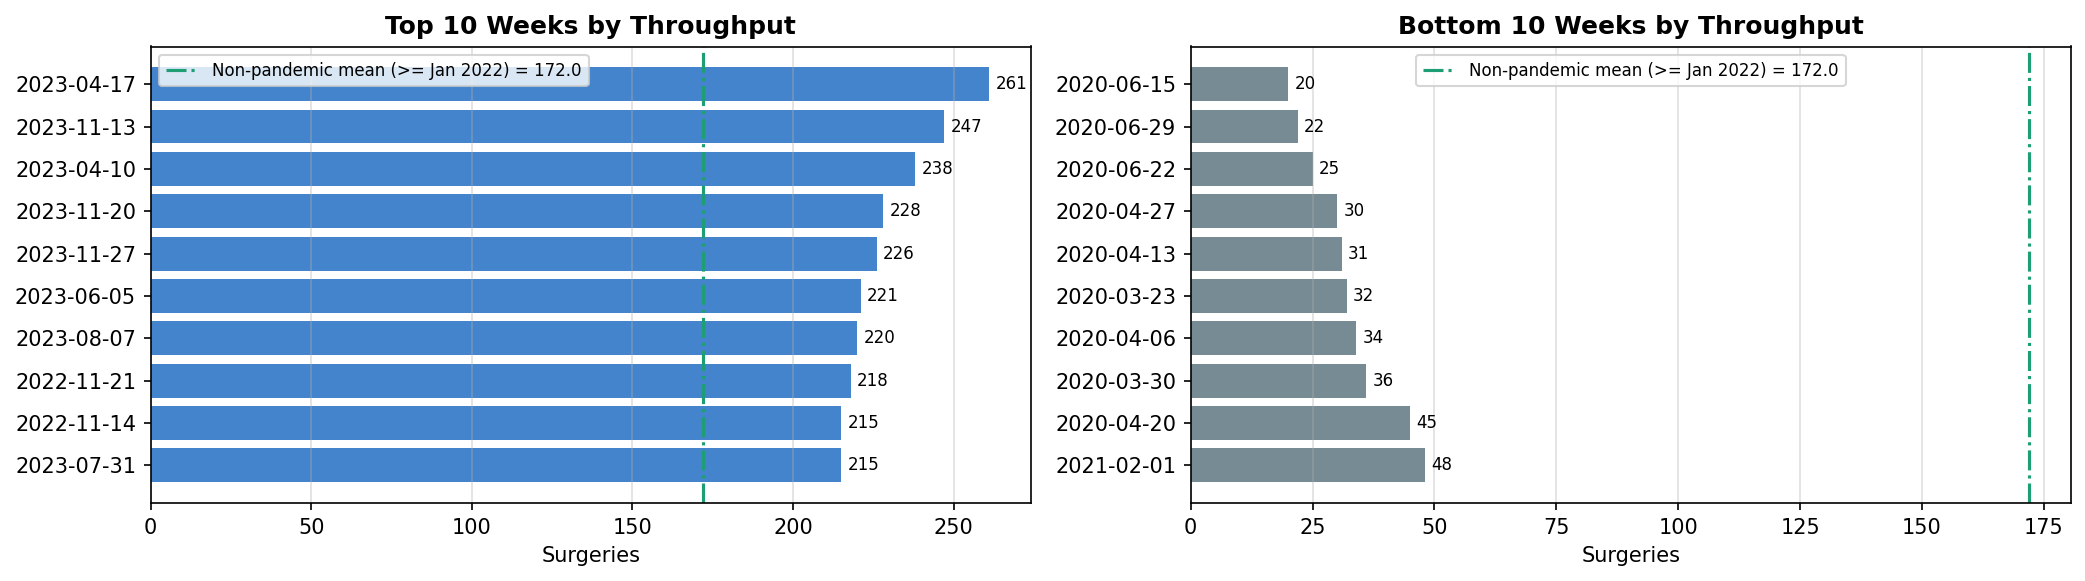 Top 10 Weeks by Throughput
Non-pandemic mean (>= Jan 2022) = 172.0
2023-04-17 261
2023-11-13 247
2023-04-10 238
2023-11-20 228
2023-11-27 226
2023-06-05 221
2023-08-07 220
2022-11-21 218
2022-11-14 215
2023-07-31 215
0 50 100 150 200 250
Surgeries
Bottom 10 Weeks by Throughput
Non-pandemic mean (>= Jan 2022) = 172.0
2020-06-15 20
2020-06-29 22
2020-06-22 25
2020-04-27 30
2020-04-13 31
2020-03-23 32
2020-04-06 34
2020-03-30 36
2020-04-20 45
2021-02-01 48
0 25 50 75 100 125 150 175
Surgeries